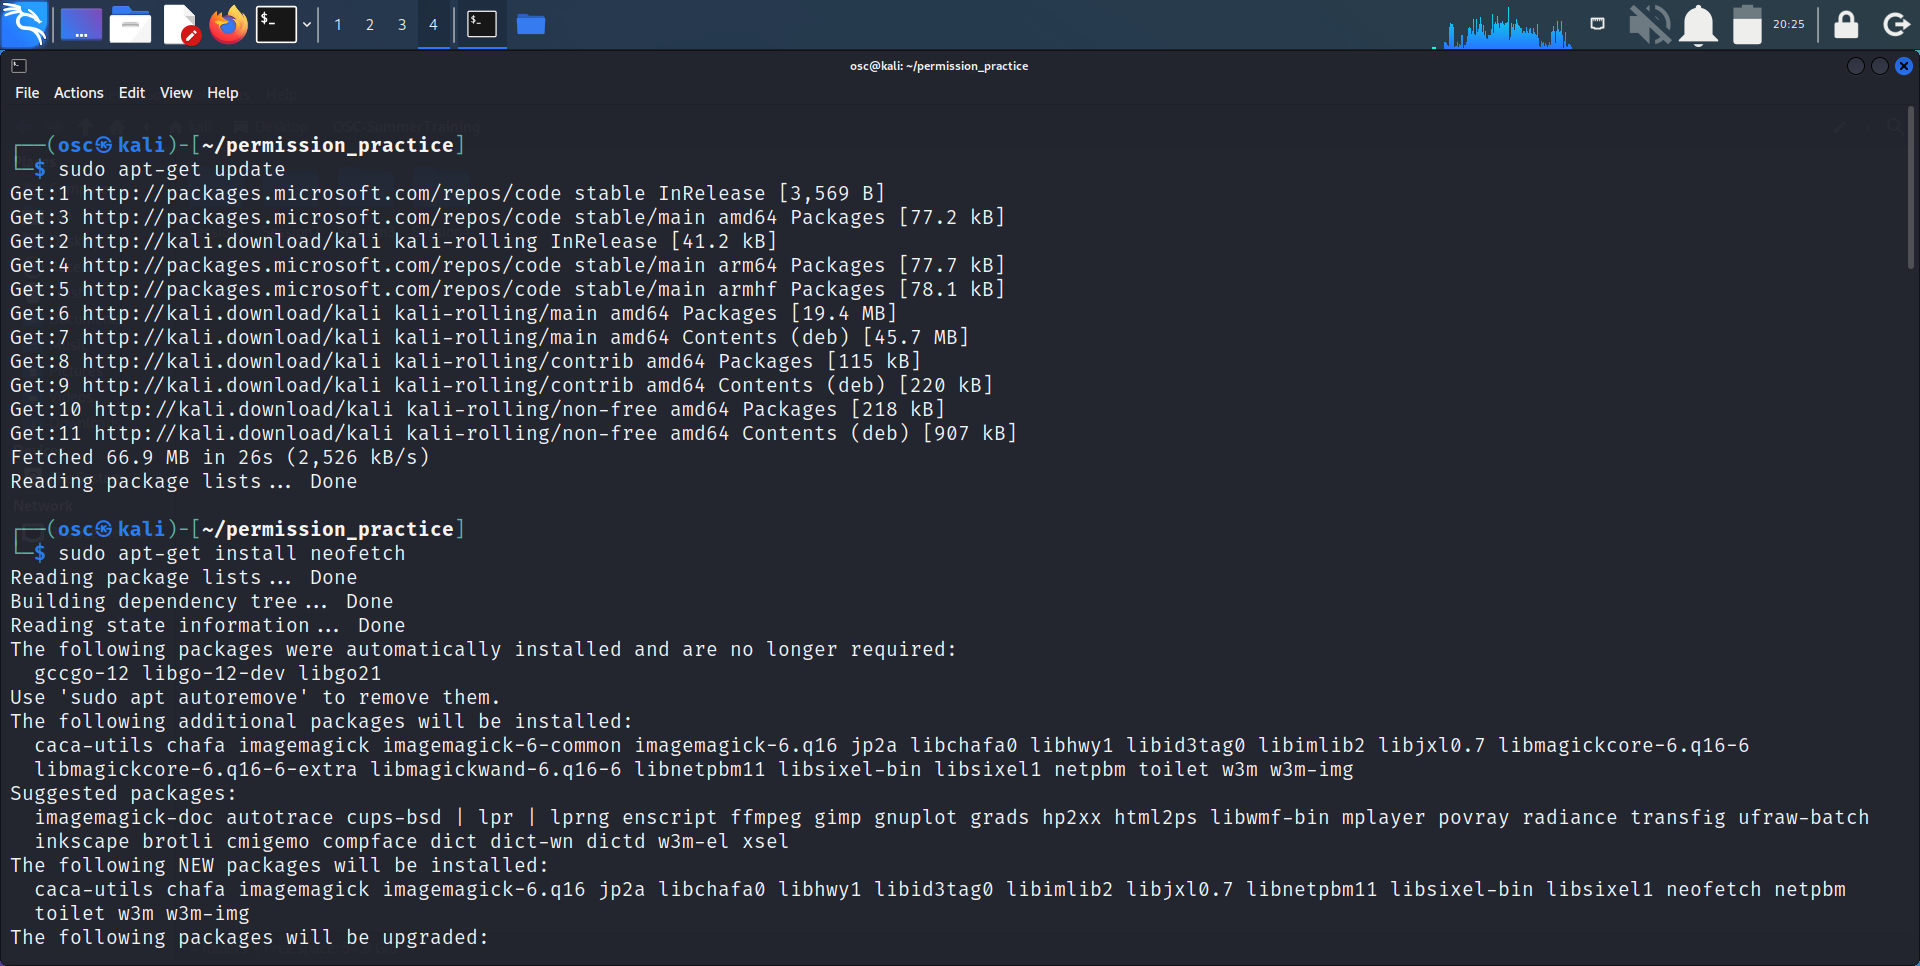 1 2 3 4 20:25
osc@kali: ~/permission_practice
File Actions Edit View Help
┌──(osc㉿kali)-[~/permission_practice]
└─$ sudo apt-get update
Get:1 http://packages.microsoft.com/repos/code stable InRelease [3,569 B]
Get:3 http://packages.microsoft.com/repos/code stable/main amd64 Packages [77.2 kB]
Get:2 http://kali.download/kali kali-rolling InRelease [41.2 kB]
Get:4 http://packages.microsoft.com/repos/code stable/main arm64 Packages [77.7 kB]
Get:5 http://packages.microsoft.com/repos/code stable/main armhf Packages [78.1 kB]
Get:6 http://kali.download/kali kali-rolling/main amd64 Packages [19.4 MB]
Get:7 http://kali.download/kali kali-rolling/main amd64 Contents (deb) [45.7 MB]
Get:8 http://kali.download/kali kali-rolling/contrib amd64 Packages [115 kB]
Get:9 http://kali.download/kali kali-rolling/contrib amd64 Contents (deb) [220 kB]
Get:10 http://kali.download/kali kali-rolling/non-free amd64 Packages [218 kB]
Get:11 http://kali.download/kali kali-rolling/non-free amd64 Contents (deb) [907 kB]
Fetched 66.9 MB in 26s (2,526 kB/s)
Reading package lists... Done
Network
┌──(osc㉿kali)-[~/permission_practice]
└─$ sudo apt-get install neofetch
Reading package lists... Done
Building dependency tree... Done
Reading state information... Done
The following packages were automatically installed and are no longer required:
gccgo-12 libgo-12-dev libgo21
Use 'sudo apt autoremove' to remove them.
The following additional packages will be installed:
caca-utils chafa imagemagick imagemagick-6-common imagemagick-6.q16 jp2a libchafa0 libhwy1 libid3tag0 libimlib2 libjxl0.7 libmagickcore-6.q16-6
libmagickcore-6.q16-6-extra libmagickwand-6.q16-6 libnetpbm11 libsixel-bin libsixel1 netpbm toilet w3m w3m-img
Suggested packages:
imagemagick-doc autotrace cups-bsd | lpr | lprng enscript ffmpeg gimp gnuplot grads hp2xx html2ps libwmf-bin mplayer povray radiance transfig ufraw-batch
inkscape brotli cmigemo compface dict dict-wn dictd w3m-el xsel
The following NEW packages will be installed:
caca-utils chafa imagemagick imagemagick-6.q16 jp2a libchafa0 libhwy1 libid3tag0 libimlib2 libjxl0.7 libnetpbm11 libsixel-bin libsixel1 neofetch netpbm
toilet w3m w3m-img
The following packages will be upgraded: